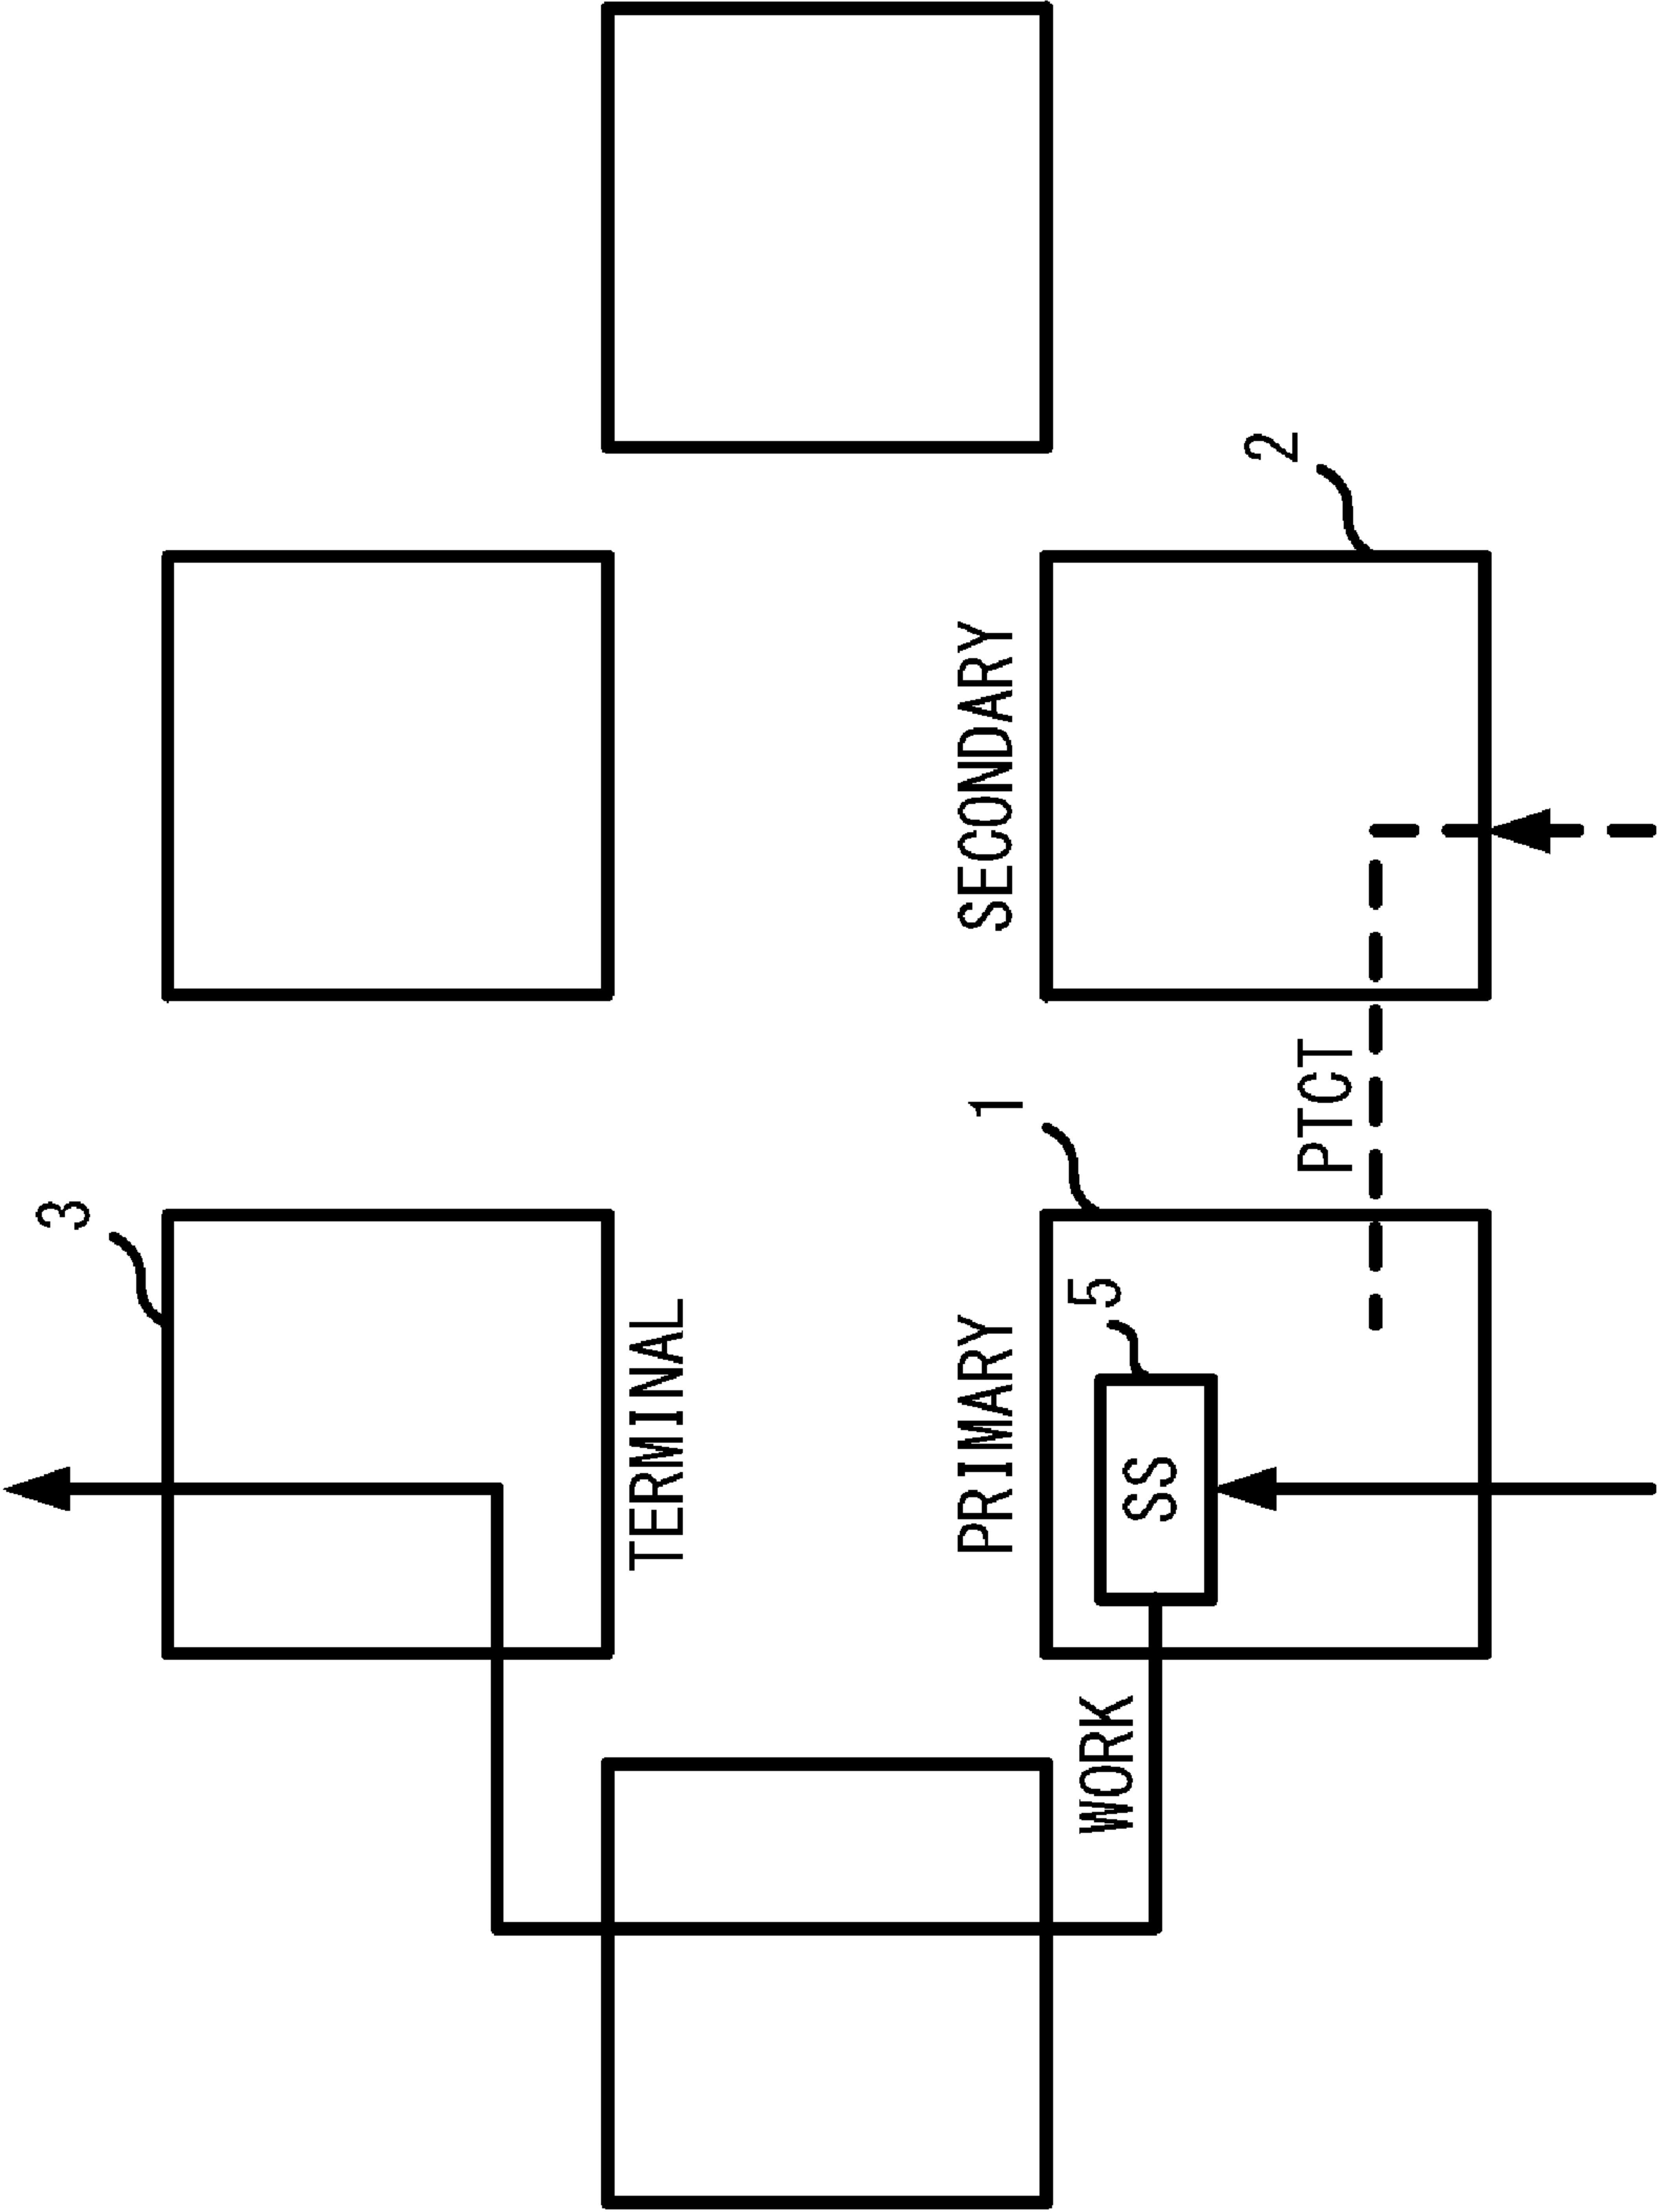 3
TERMINAL
2
SECONDARY
1
PRIMARY
5
SS
PTCT
WORK